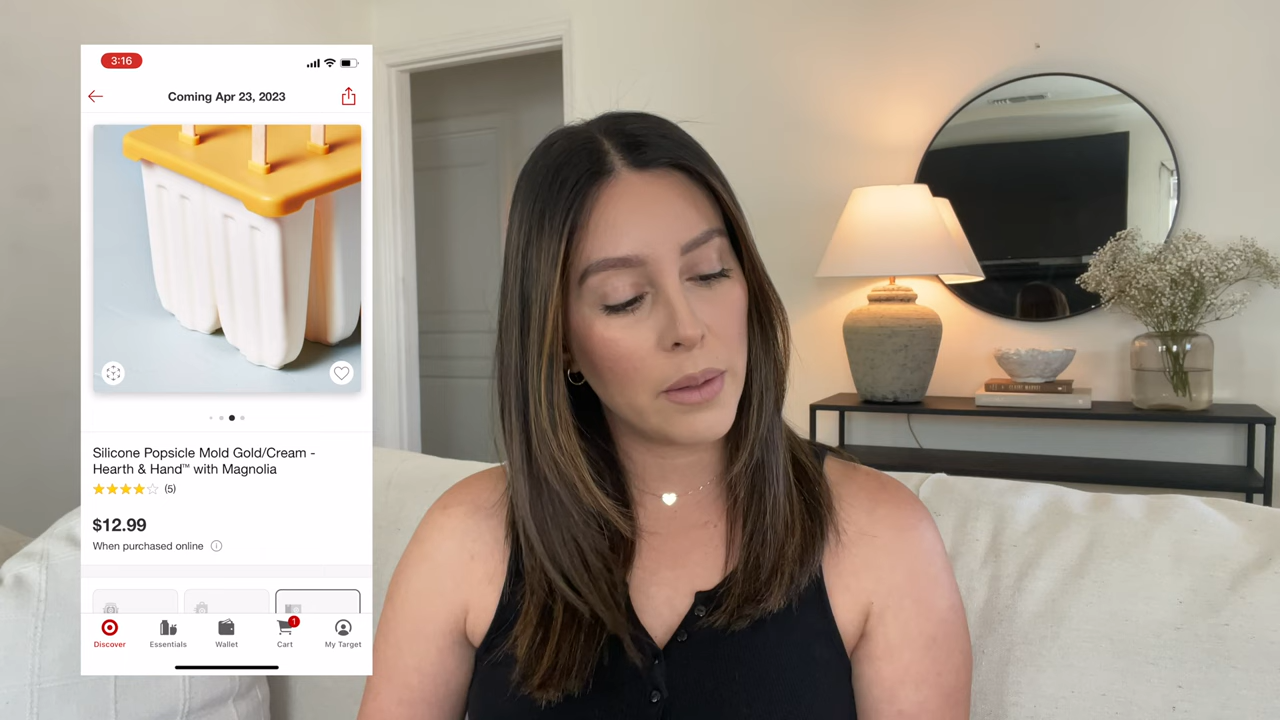 3:16
Coming Apr 23, 2023
Silicone Popsicle Mold Gold/Cream -
Hearth & Hand™ with Magnolia
(5)
$12.99
When purchased online
1
Discover
Essentials
Wallet
Cart
My Target